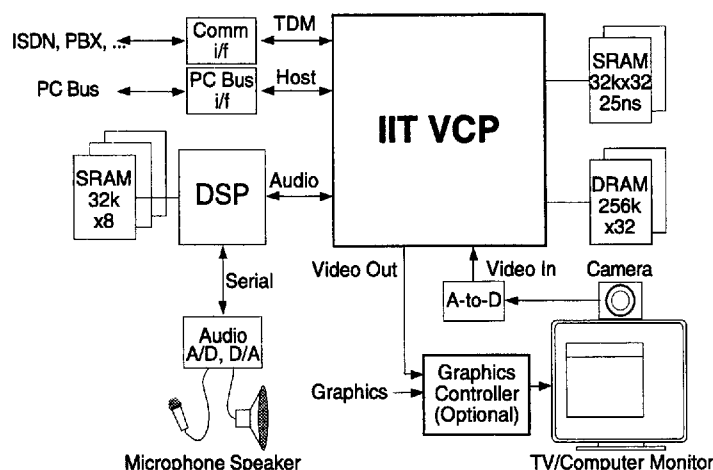 ISDN, PBX, ...
Comm
i/f
TDM
PC Bus
PC Bus
i/f
Host
IIT VCP
SRAM
32kx32
25ns
SRAM
32k
x8
DSP
Audio
DRAM
256k
x32
Serial
Video Out
Video In
Camera
A-to-D
Audio
A/D, D/A
Graphics
Graphics
Controller
(Optional)
Microphone Speaker
TV/Computer Monitor